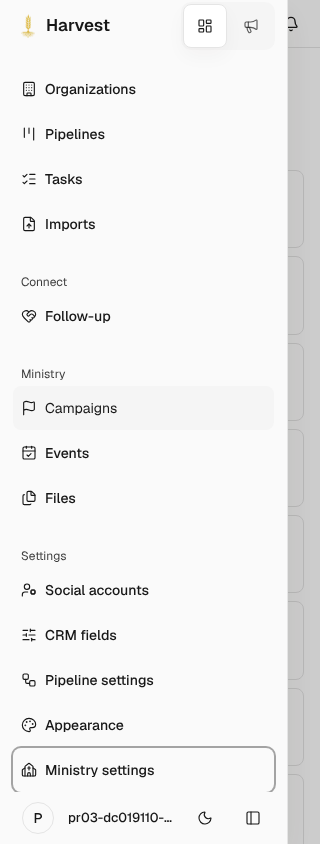 Harvest
Organizations
Pipelines
Tasks
Imports
Connect
Follow-up
Ministry
Campaigns
Events
Files
Settings
Social accounts
CRM fields
Pipeline settings
Appearance
Ministry settings
P pr03-dc019110-...